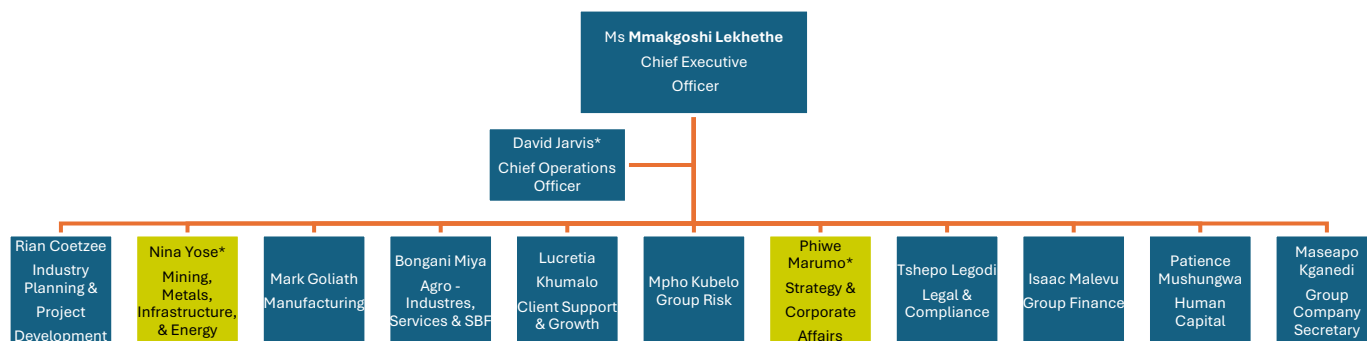 Ms Mmakgoshi Lekhethe
Chief Executive
Officer
David Jarvis*
Chief Operations
Officer
Rian Coetzee
Industry
Planning &
Project
Development
Nina Yose*
Mining,
Metals,
Infrastructure,
& Energy
Mark Goliath
Manufacturing
Bongani Miya
Agro -
Industres,
Services & SBF
Lucretia
Khumalo
Client Support
& Growth
Mpho Kubelo
Group Risk
Phiwe
Marumo*
Strategy &
Corporate
Affairs
Tshepo Legodi
Legal &
Compliance
Isaac Malevu
Group Finance
Patience
Mushungwa
Human
Capital
Maseapo
Kganedi
Group
Company
Secretary